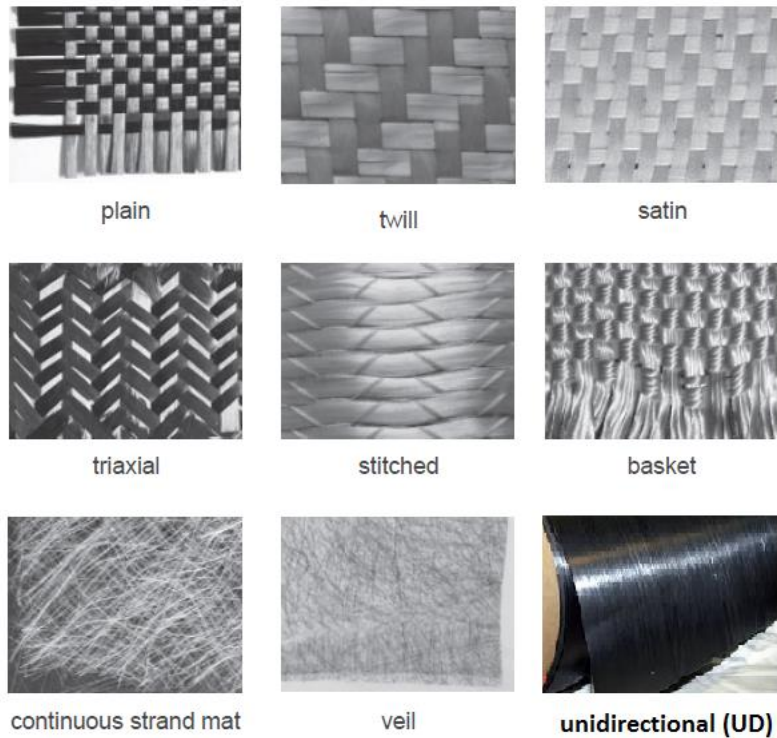 plain
twill
satin
triaxial
stitched
basket
continuous strand mat
veil
unidirectional (UD)